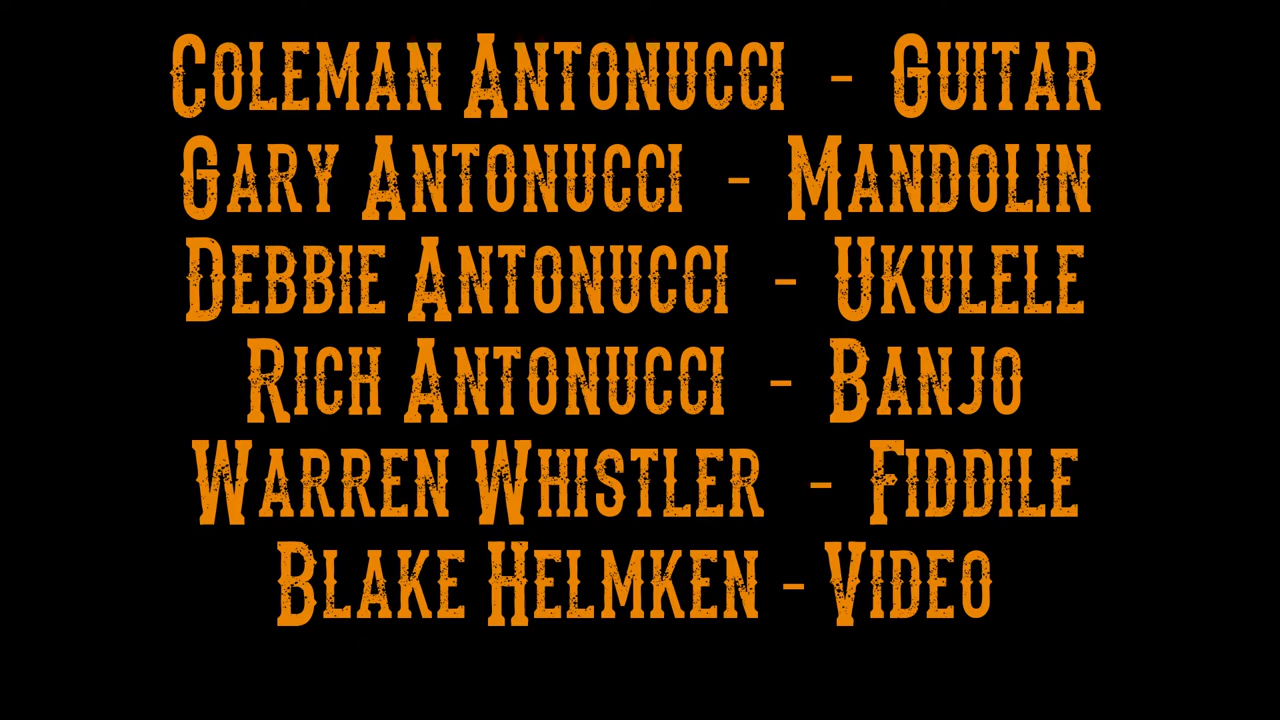 Coleman Antonucci - Guitar
Gary Antonucci - Mandolin
Debbie Antonucci - Ukulele
Rich Antonucci - Banjo
Warren Whistler - Fiddile
Blake Helmken - Video